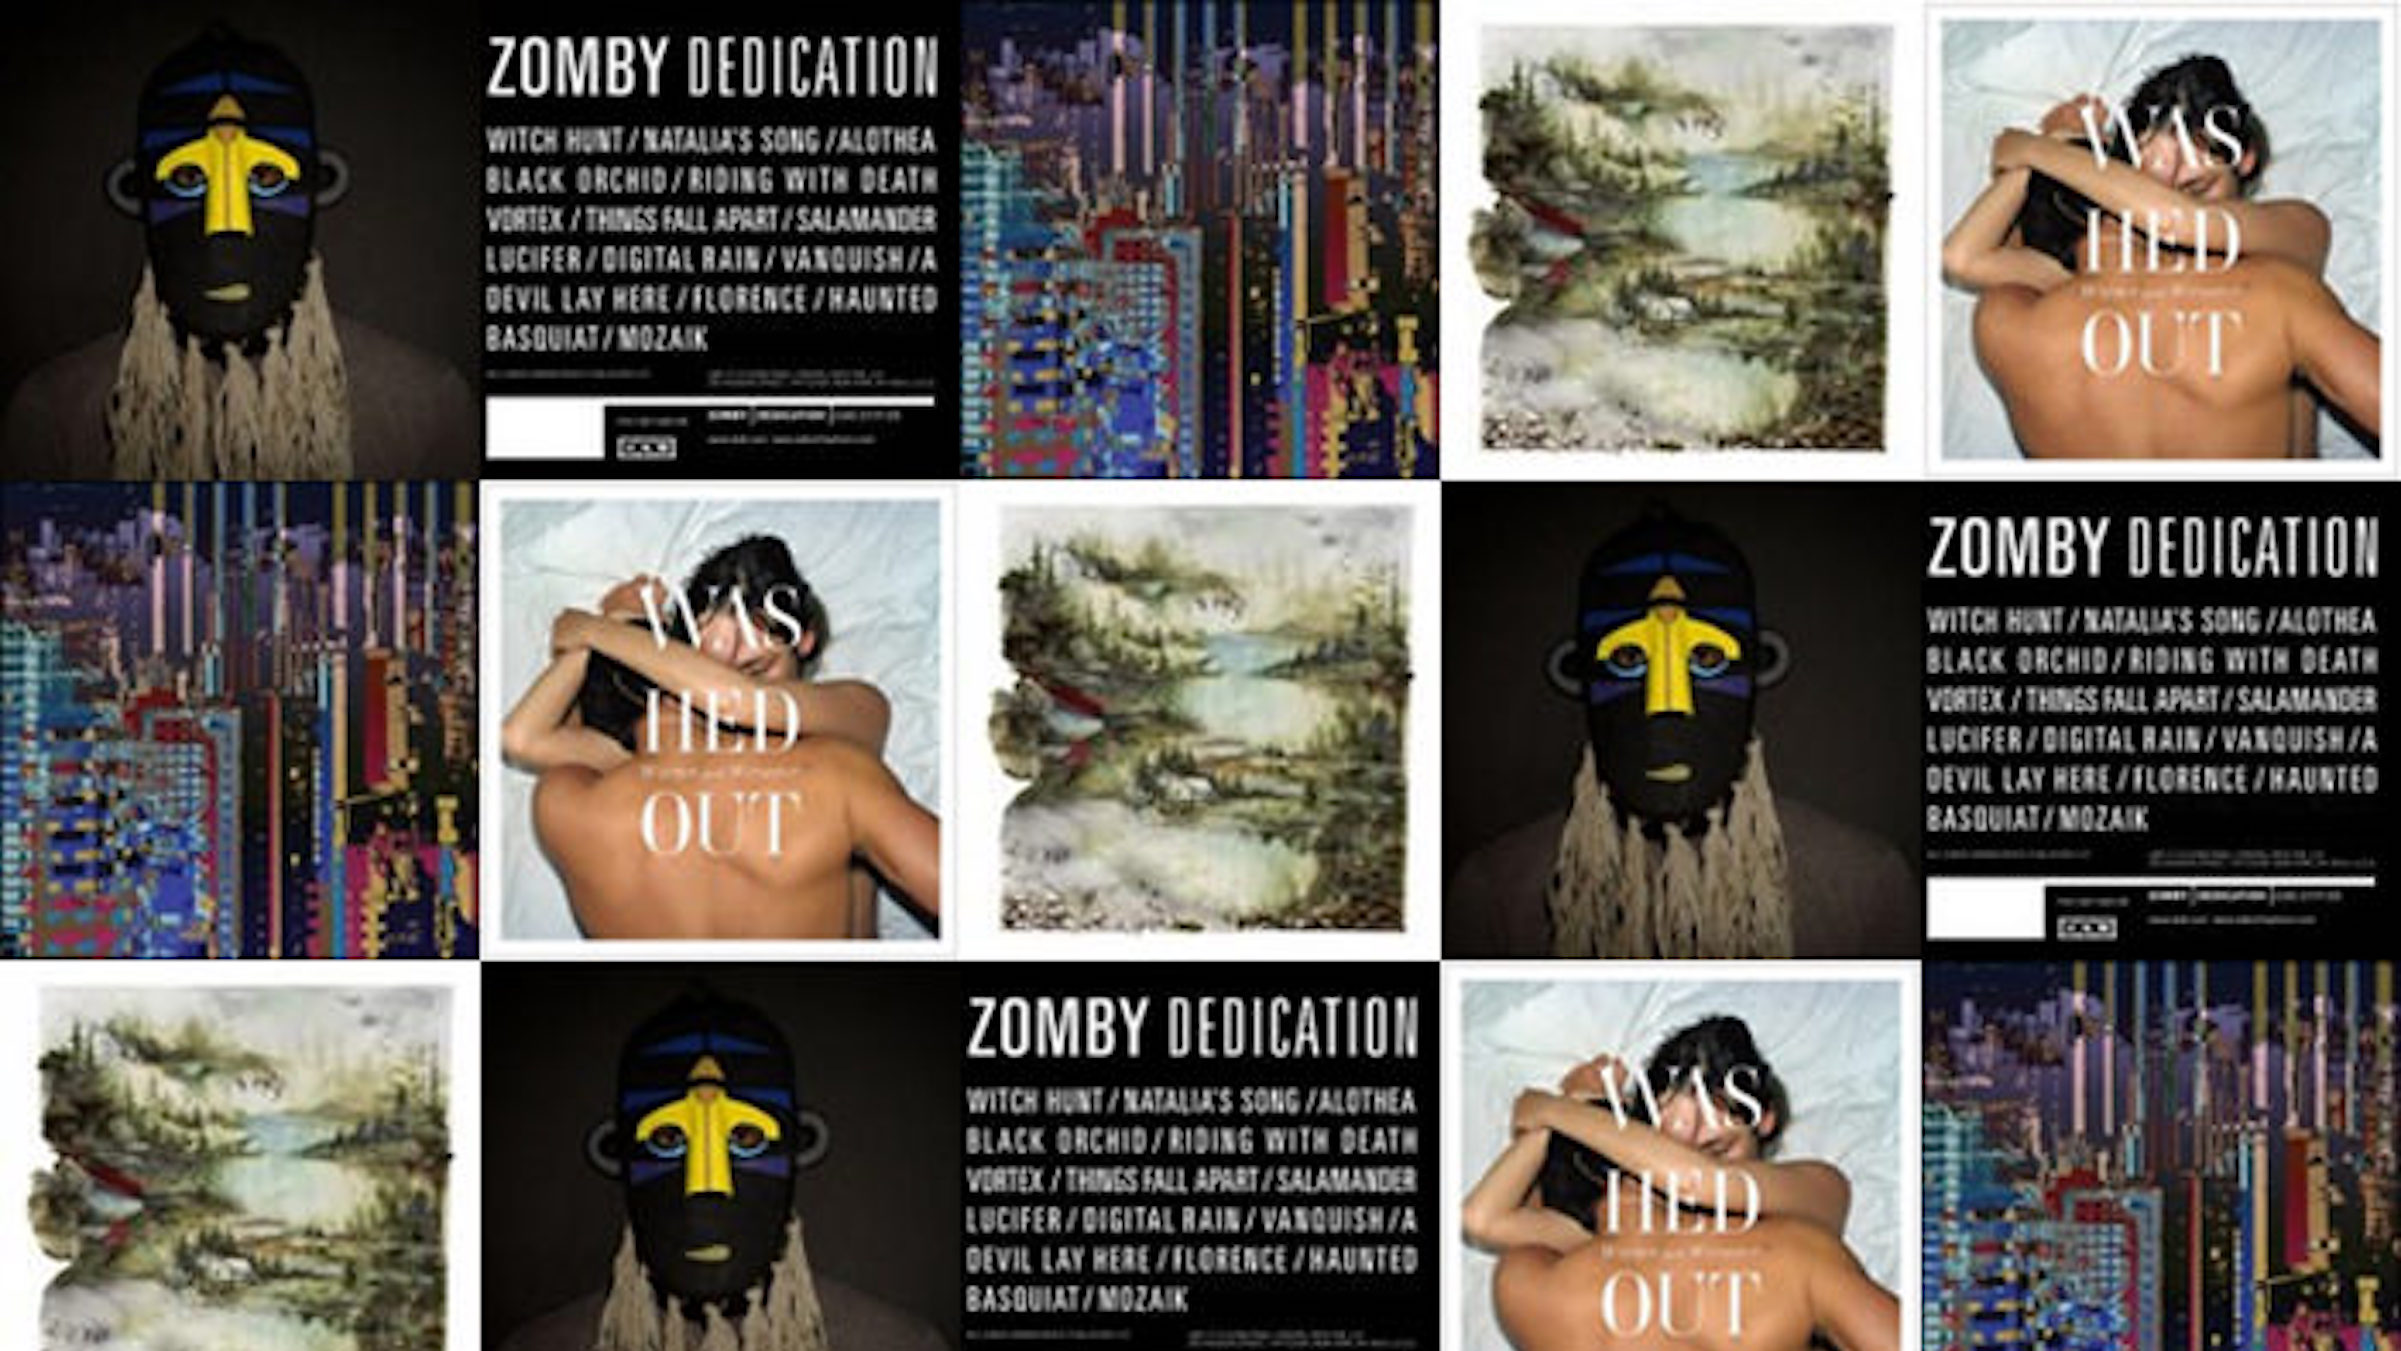 ZOMBY DEDICATION
WITCH HUNT / NATALIA'S SONG / ALOTHEA
BLACK ORCHID / RIDING WITH DEATH
VORTEX / THINGS FALL APART / SALAMANDER
LUCIFER / DIGITAL RAIN / VANQUISH / A
DEVIL LAY HERE / FLORENCE / HAUNTED
BASQUIAT / MOZAIK
WAS
HED
OUT
WAS
HED
OUT
ZOMBY DEDICATION
WITCH HUNT / NATALIA'S SONG / ALOTHEA
BLACK ORCHID / RIDING WITH DEATH
VORTEX / THINGS FALL APART / SALAMANDER
LUCIFER / DIGITAL RAIN / VANQUISH / A
DEVIL LAY HERE / FLORENCE / HAUNTED
BASQUIAT / MOZAIK
ZOMBY DEDICATION
WITCH HUNT / NATALIA'S SONG / ALOTHEA
BLACK ORCHID / RIDING WITH DEATH
VORTEX / THINGS FALL APART / SALAMANDER
LUCIFER / DIGITAL RAIN / VANQUISH / A
DEVIL LAY HERE / FLORENCE / HAUNTED
BASQUIAT / MOZAIK
WAS
HED
OUT